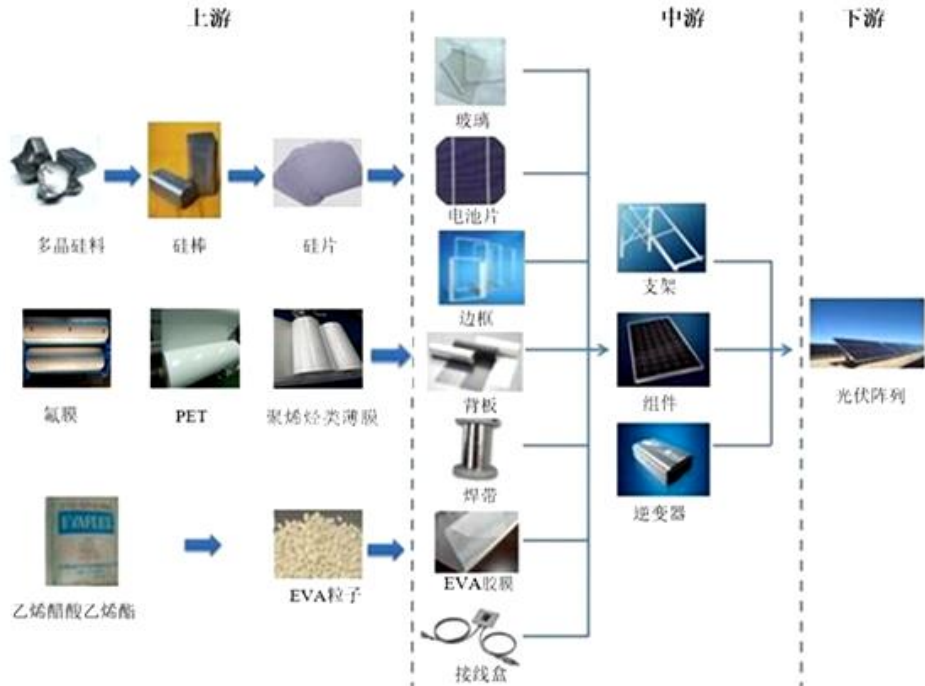 上游
中游
下游
玻璃
电池片
多晶硅料
硅棒
硅片
边框
支架
氟膜
PET
聚烯烃类薄膜
背板
组件
光伏阵列
焊带
逆变器
乙烯醋酸乙烯酯
EVA粒子
EVA胶膜
接线盒